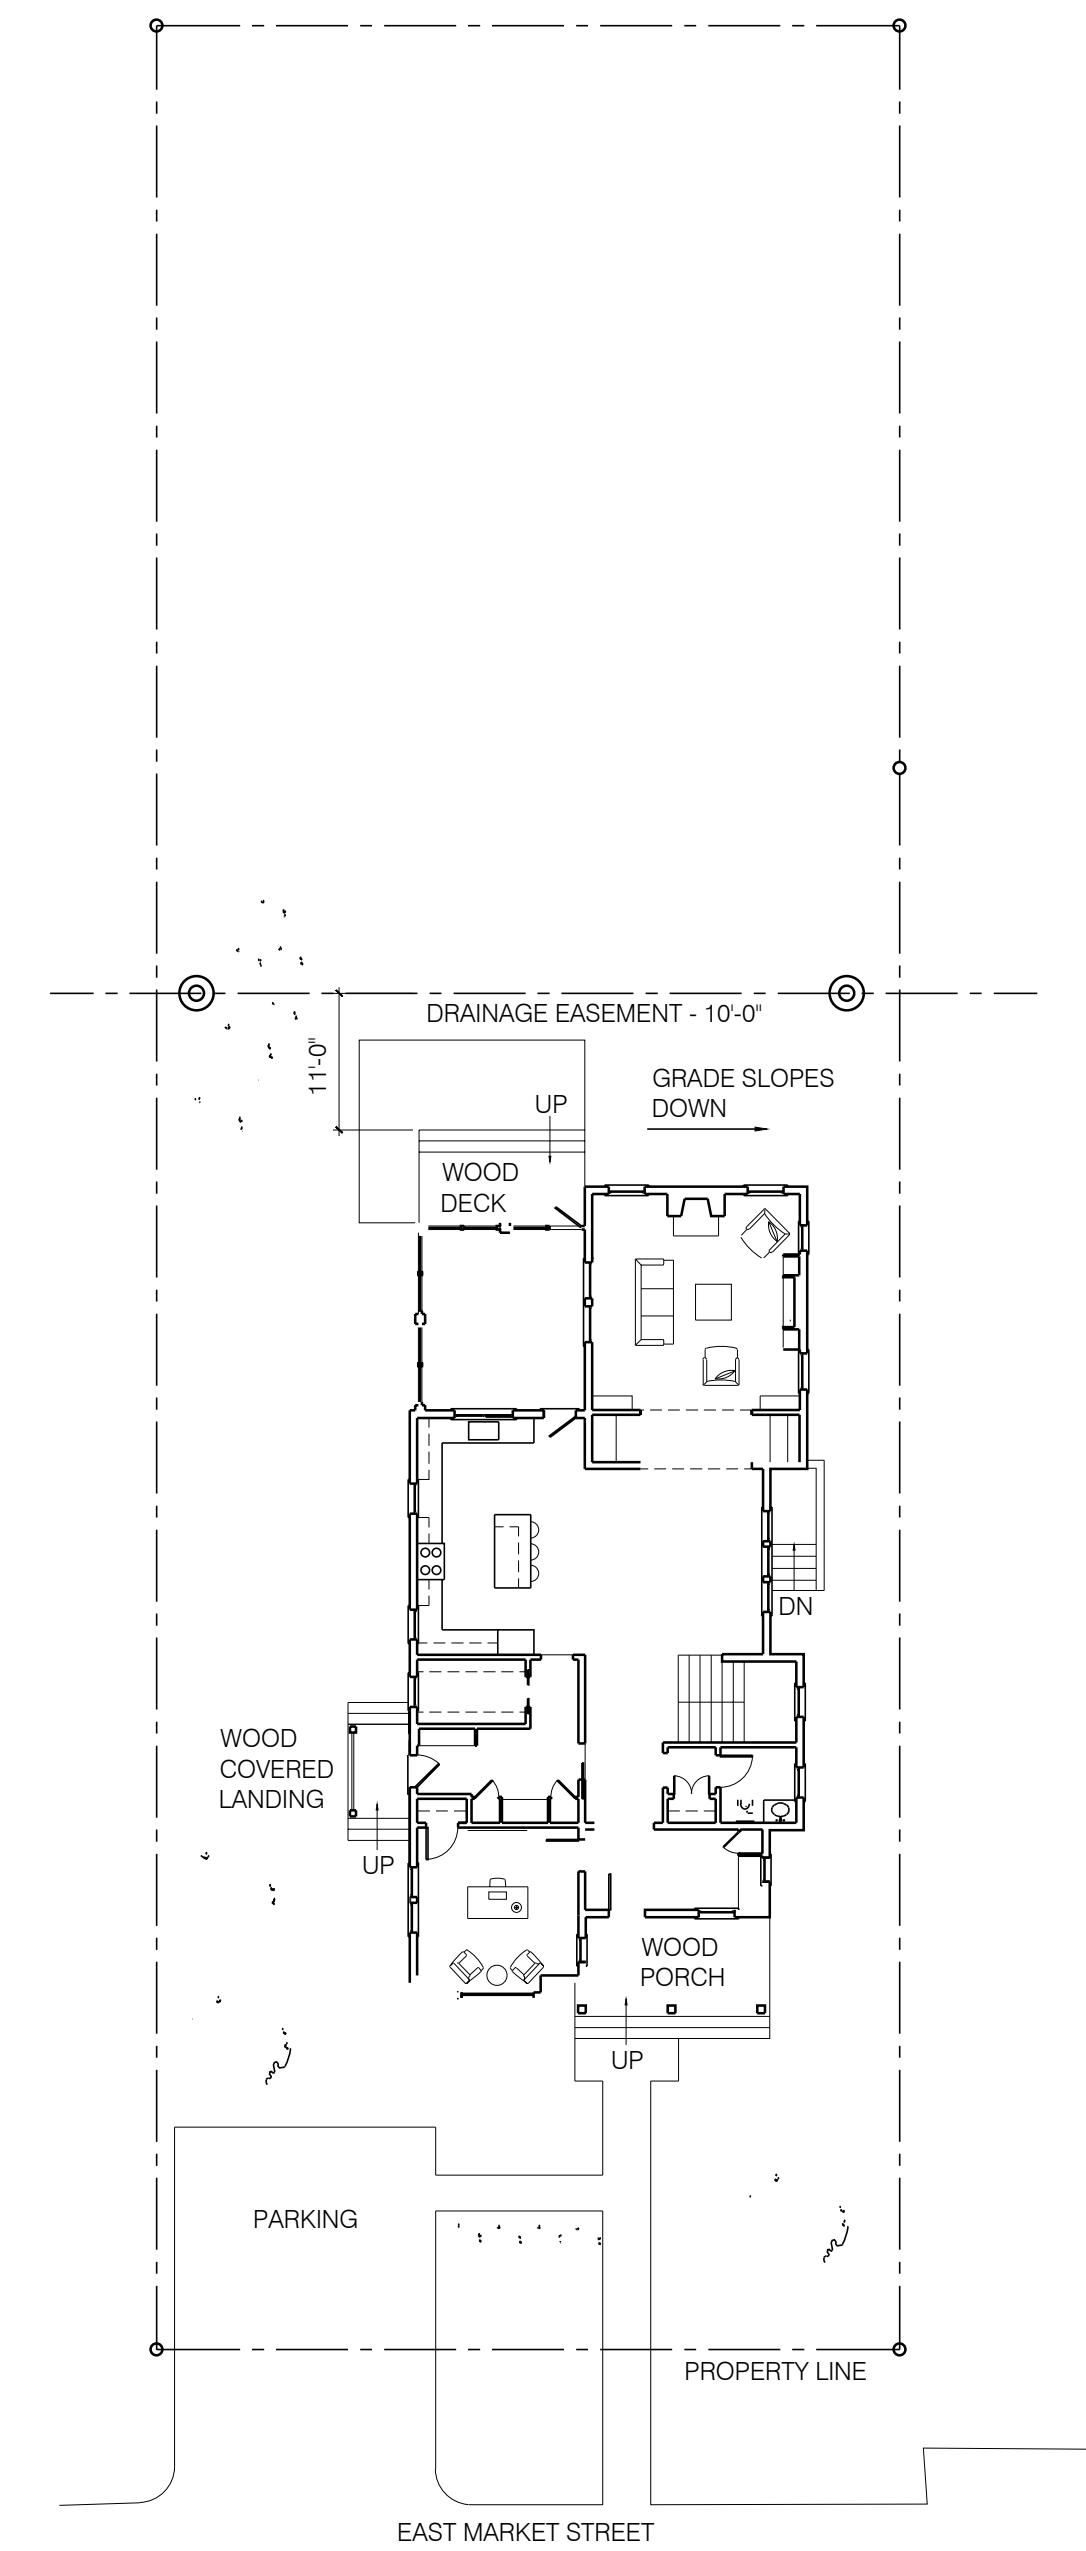 DRAINAGE EASEMENT - 10'-0"
11'-0"
GRADE SLOPES
DOWN
UP
WOOD
DECK
DN
WOOD
COVERED
LANDING
UP
WOOD
PORCH
UP
PARKING
PROPERTY LINE
EAST MARKET STREET